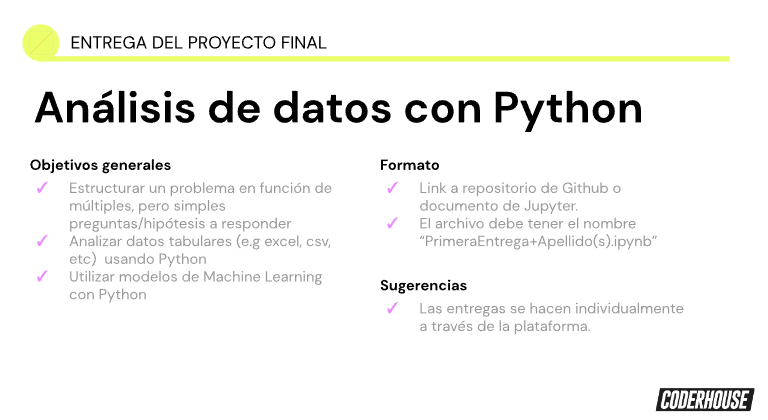 ENTREGA DEL PROYECTO FINAL
Análisis de datos con Python
Objetivos generales
✓ Estructurar un problema en función de
múltiples, pero simples
preguntas/hipótesis a responder
✓ Analizar datos tabulares (e.g excel, csv,
etc)  usando Python
✓ Utilizar modelos de Machine Learning
con Python
Formato
✓ Link a repositorio de Github o
documento de Jupyter.
✓ El archivo debe tener el nombre
“PrimeraEntrega+Apellido(s).ipynb”
Sugerencias
✓ Las entregas se hacen individualmente
a través de la plataforma.
CODERHOUSE